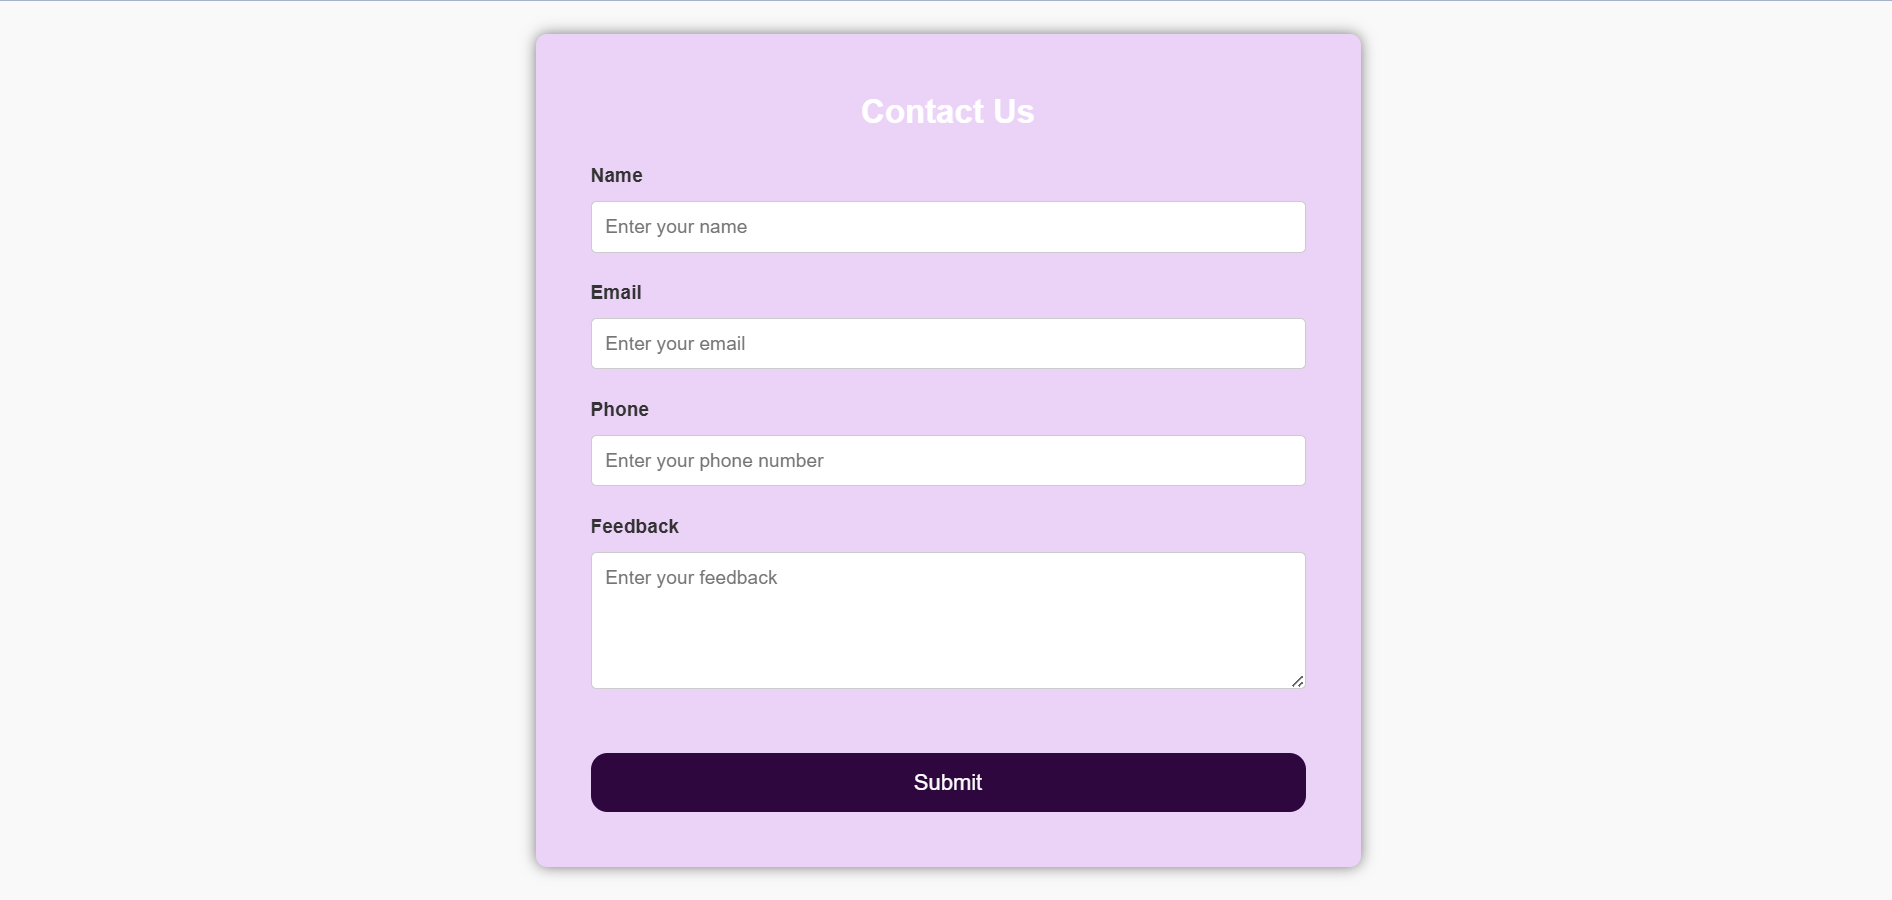 Contact Us
Name
Enter your name
Email
Enter your email
Phone
Enter your phone number
Feedback
Enter your feedback
Submit